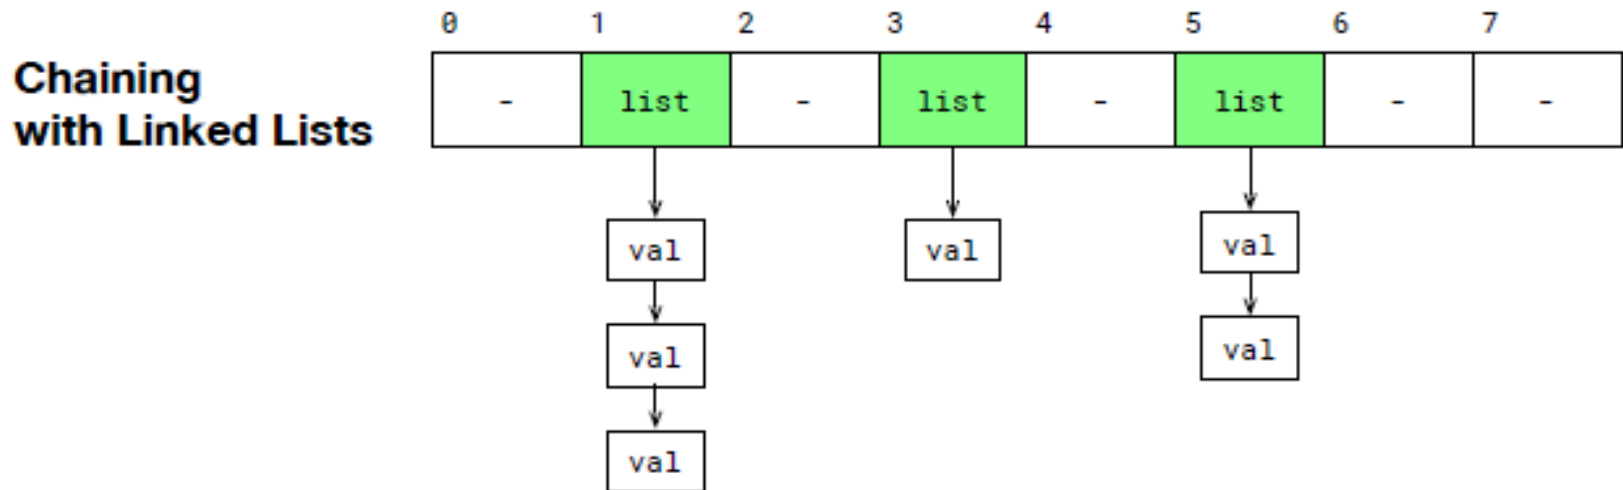 0 1 2 3 4 5 6 7
Chaining
with Linked Lists
- list - list - list - -
val val val
val val
val